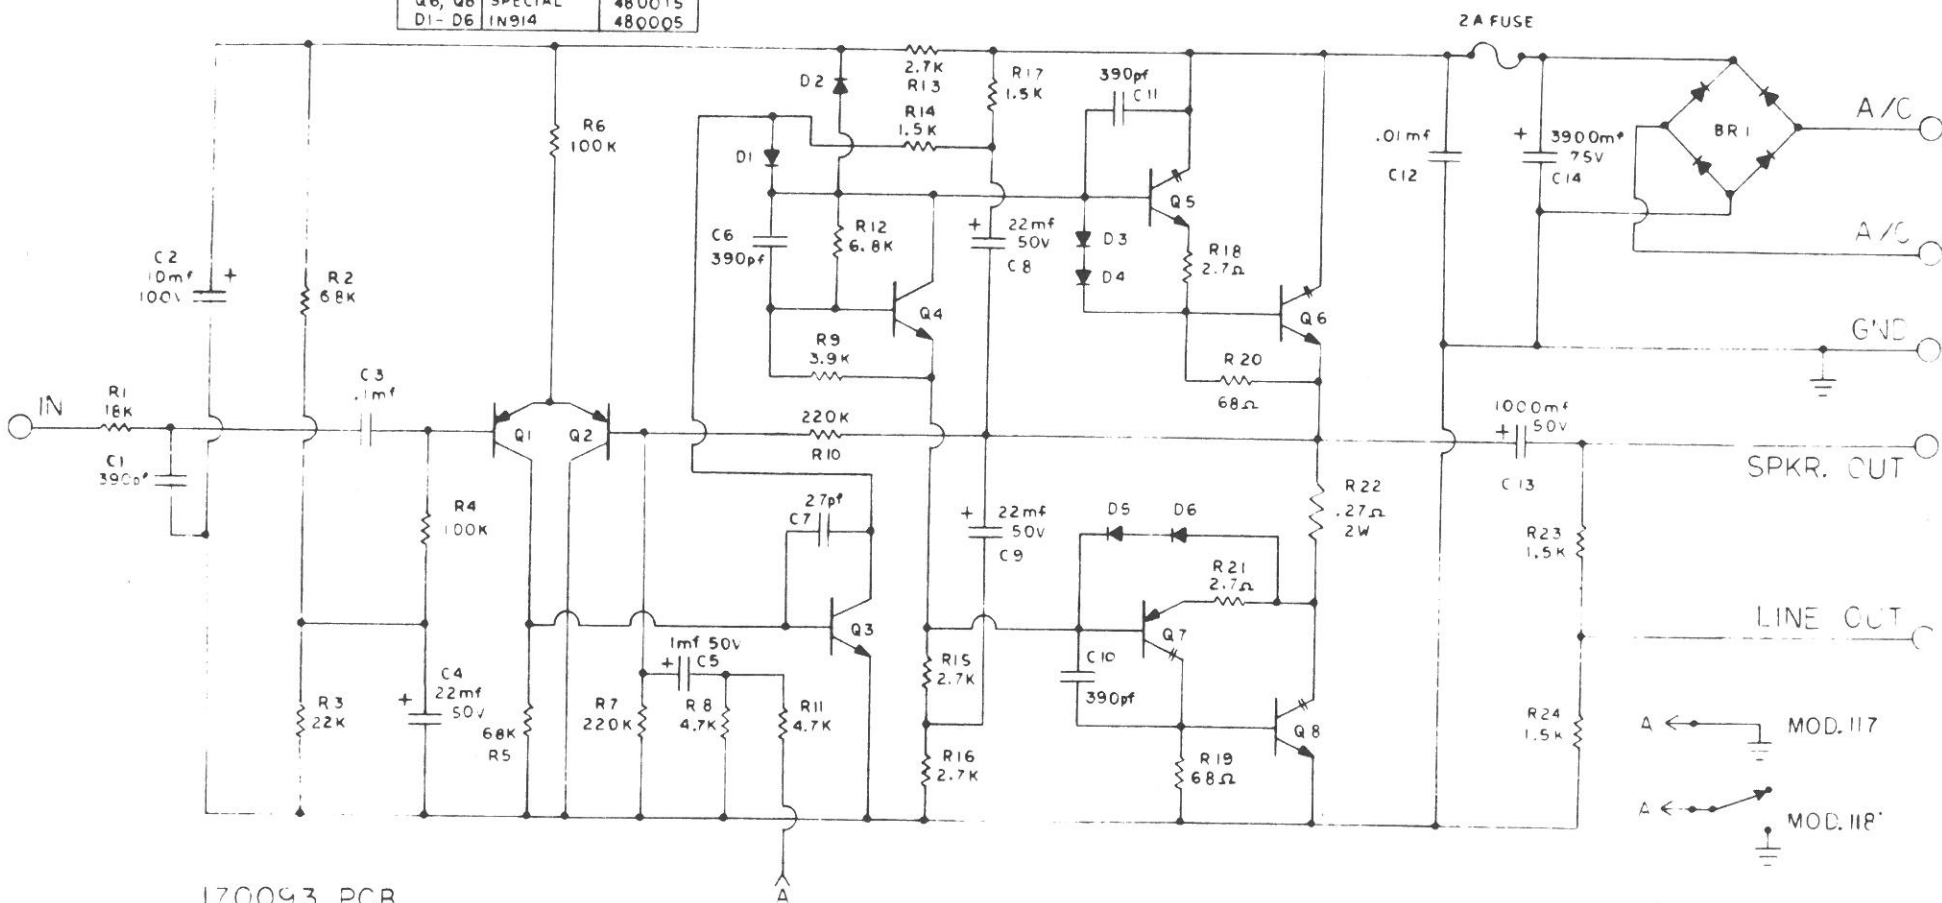 Q6, Q8 SPECIAL 480015
D1- D6 IN914 480005
2A FUSE
2.7K
R13
R14
1.5K
D2
R17
1.5K
390pf
C11
R6
100K
D1
.01mf
C12
+ 3900mf
75V
C14
BR1
A/C
A/C
GND
Q5
C6
390pf
R12
6.8K
+ 22mf
50V
C8
D3
D4
R18
2.7Ω
C2
10mf +
100V
R2
68K
Q4
Q6
R9
3.9K
R20
68Ω
IN
R1
18K
C3
.1mf
Q1
Q2
220K
R10
1000mf
+ 50V
C13
SPKR. OUT
C1
390pf
R4
100K
27pf
C7
+ 22mf
50V
C9
D5
D6
R22
.27Ω
2W
R23
1.5K
R21
2.7Ω
Q3
Q7
LINE OUT
1mf 50V
+ C5
R15
2.7K
C10
390pf
C4
+ 22mf
50V
R3
22K
68K
R5
R7
220K
R8
4.7K
R11
4.7K
Q8
R24
1.5K
A
MOD. 117
R16
2.7K
R19
68Ω
A
MOD. 118
A
170093 PCB